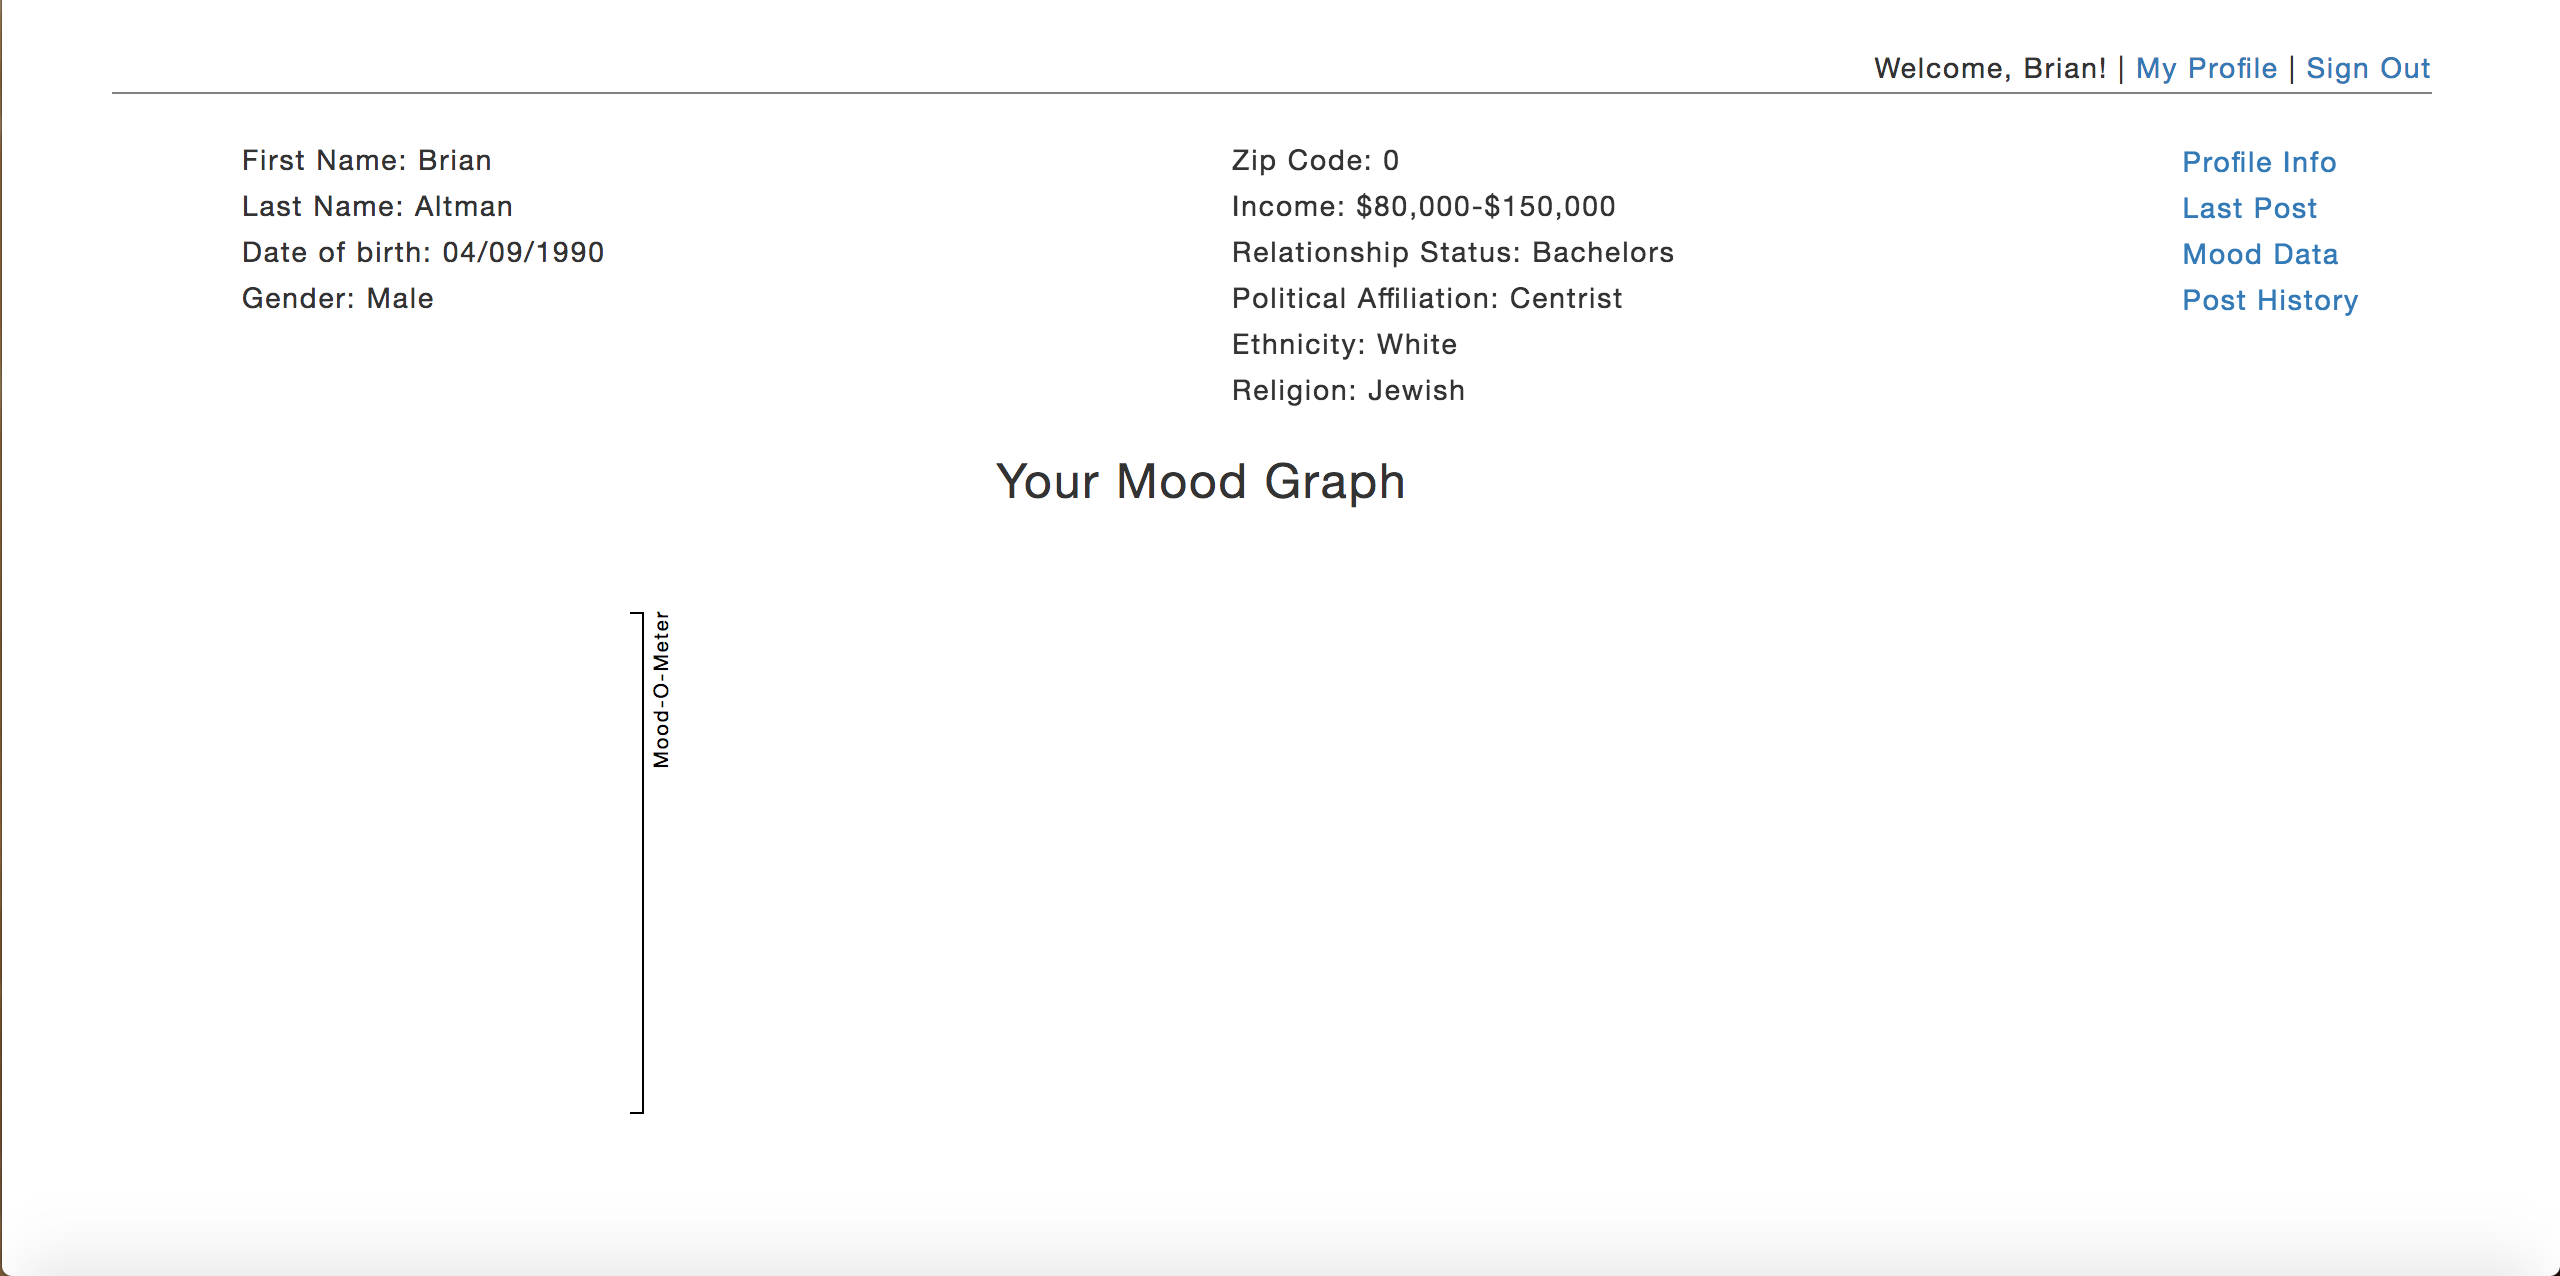 Welcome, Brian! | My Profile | Sign Out
First Name: Brian
Last Name: Altman
Date of birth: 04/09/1990
Gender: Male
Zip Code: 0
Income: $80,000-$150,000
Relationship Status: Bachelors
Political Affiliation: Centrist
Ethnicity: White
Religion: Jewish
Profile Info
Last Post
Mood Data
Post History
Your Mood Graph
Mood-O-Meter